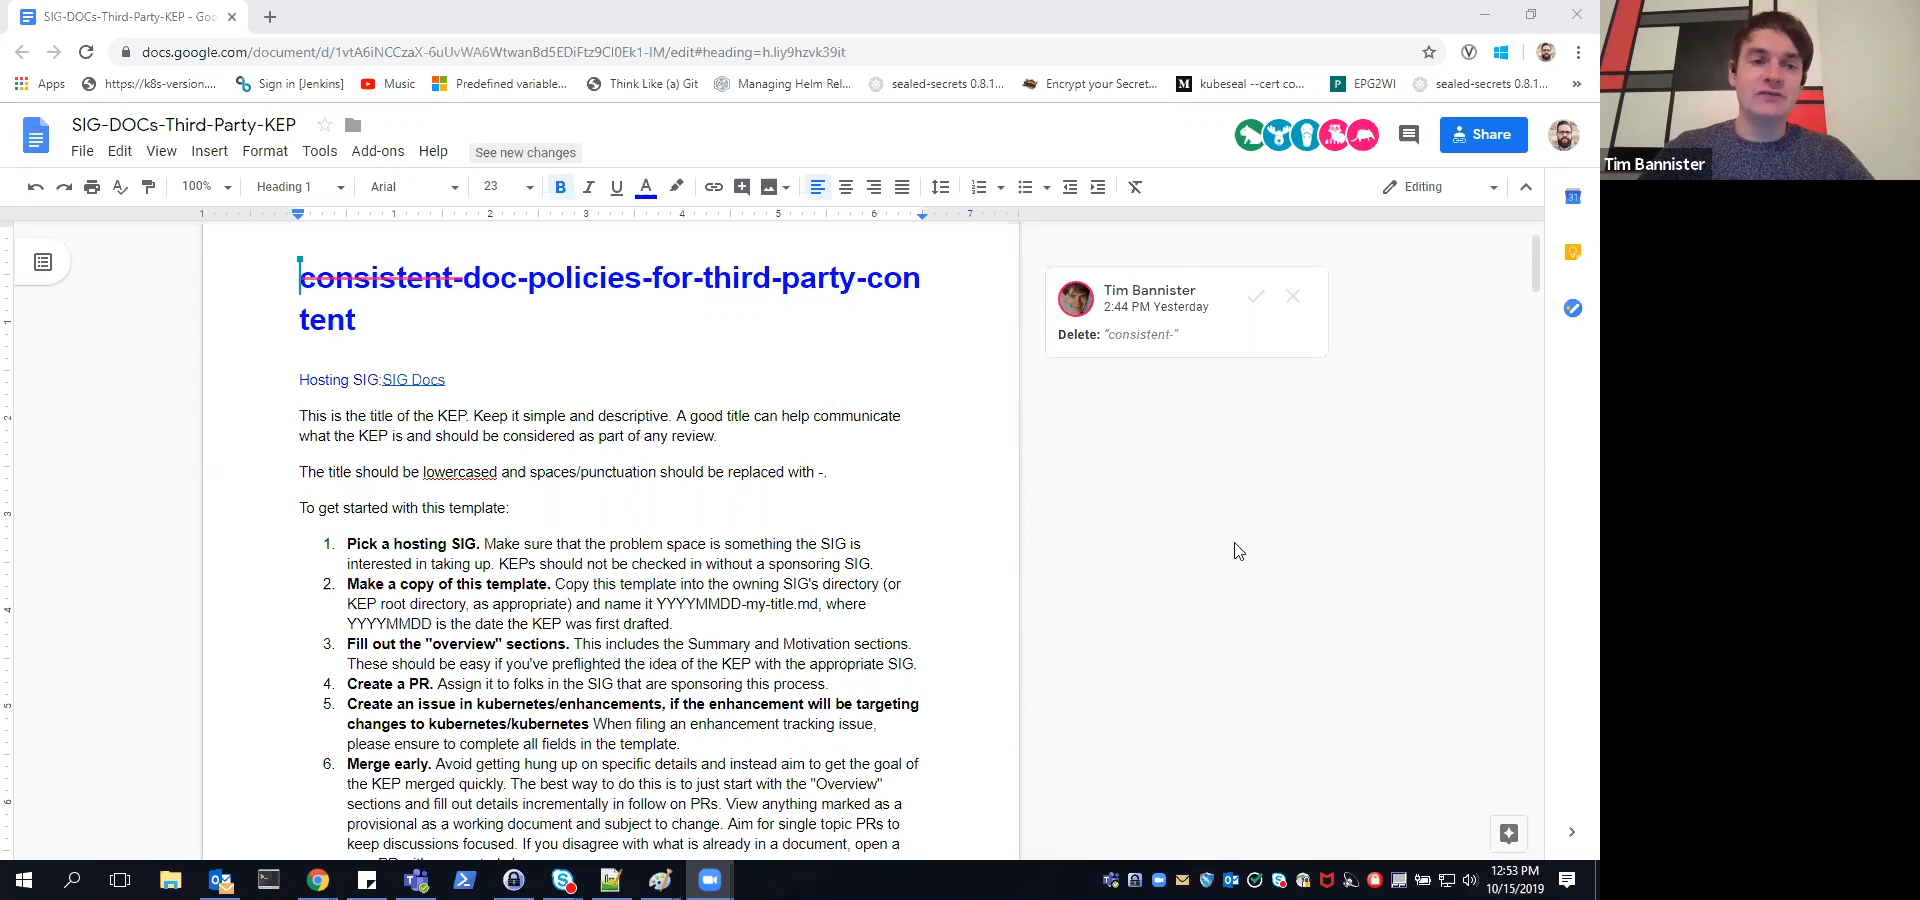 SIG-DOCs-Third-Party-KEP - Goo
docs.google.com/document/d/1vtA6iNCCzaX-6uUvWA6WtwanBd5EDiFtz9Cl0Ek1-IM/edit#heading=h.liy9hzvk39it
Apps
https://k8s-version....
Sign in [Jenkins]
Music
Predefined variable...
Think Like (a) Git
Managing Helm Rel...
sealed-secrets 0.8.1...
Encrypt your Secret...
M kubeseal --cert co...
P EPG2WI
sealed-secrets 0.8.1...
»
SIG-DOCs-Third-Party-KEP
Share
File Edit View Insert Format Tools Add-ons Help See new changes
100% Heading 1 Arial 23 B I U A Editing
1 1 2 3 4 5 6 7
31
consistent-doc-policies-for-third-party-con
tent
Tim Bannister
2:44 PM Yesterday
Delete: "consistent-"
Hosting SIG:SIG Docs
This is the title of the KEP. Keep it simple and descriptive. A good title can help communicate
what the KEP is and should be considered as part of any review.
The title should be lowercased and spaces/punctuation should be replaced with -.
To get started with this template:
1. Pick a hosting SIG. Make sure that the problem space is something the SIG is
interested in taking up. KEPs should not be checked in without a sponsoring SIG.
2. Make a copy of this template. Copy this template into the owning SIG's directory (or
KEP root directory, as appropriate) and name it YYYYMMDD-my-title.md, where
YYYYMMDD is the date the KEP was first drafted.
3. Fill out the "overview" sections. This includes the Summary and Motivation sections.
These should be easy if you've preflighted the idea of the KEP with the appropriate SIG.
4. Create a PR. Assign it to folks in the SIG that are sponsoring this process.
5. Create an issue in kubernetes/enhancements, if the enhancement will be targeting
changes to kubernetes/kubernetes When filing an enhancement tracking issue,
please ensure to complete all fields in the template.
6. Merge early. Avoid getting hung up on specific details and instead aim to get the goal of
the KEP merged quickly. The best way to do this is to just start with the "Overview"
sections and fill out details incrementally in follow on PRs. View anything marked as a
provisional as a working document and subject to change. Aim for single topic PRs to
keep discussions focused. If you disagree with what is already in a document, open a
1
2
3
4
5
6
Tim Bannister
12:53 PM
10/15/2019